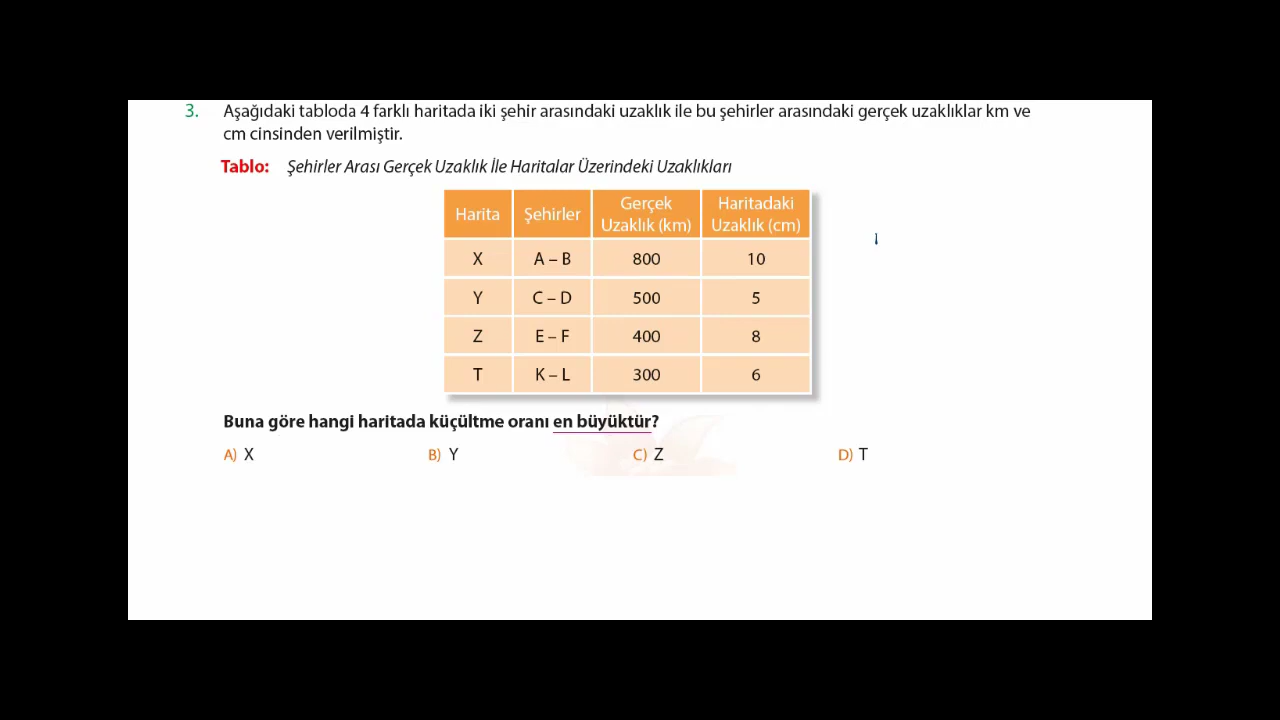 3. Aşağıdaki tabloda 4 farklı haritada iki şehir arasındaki uzaklık ile bu şehirler arasındaki gerçek uzaklıklar km ve
cm cinsinden verilmiştir.
Tablo: Şehirler Arası Gerçek Uzaklık İle Haritalar Üzerindeki Uzaklıkları
Harita Şehirler Gerçek Uzaklık (km) Haritadaki Uzaklık (cm)
X A – B 800 10
Y C – D 500 5
Z E – F 400 8
T K – L 300 6
Buna göre hangi haritada küçültme oranı en büyüktür?
A) X B) Y C) Z D) T